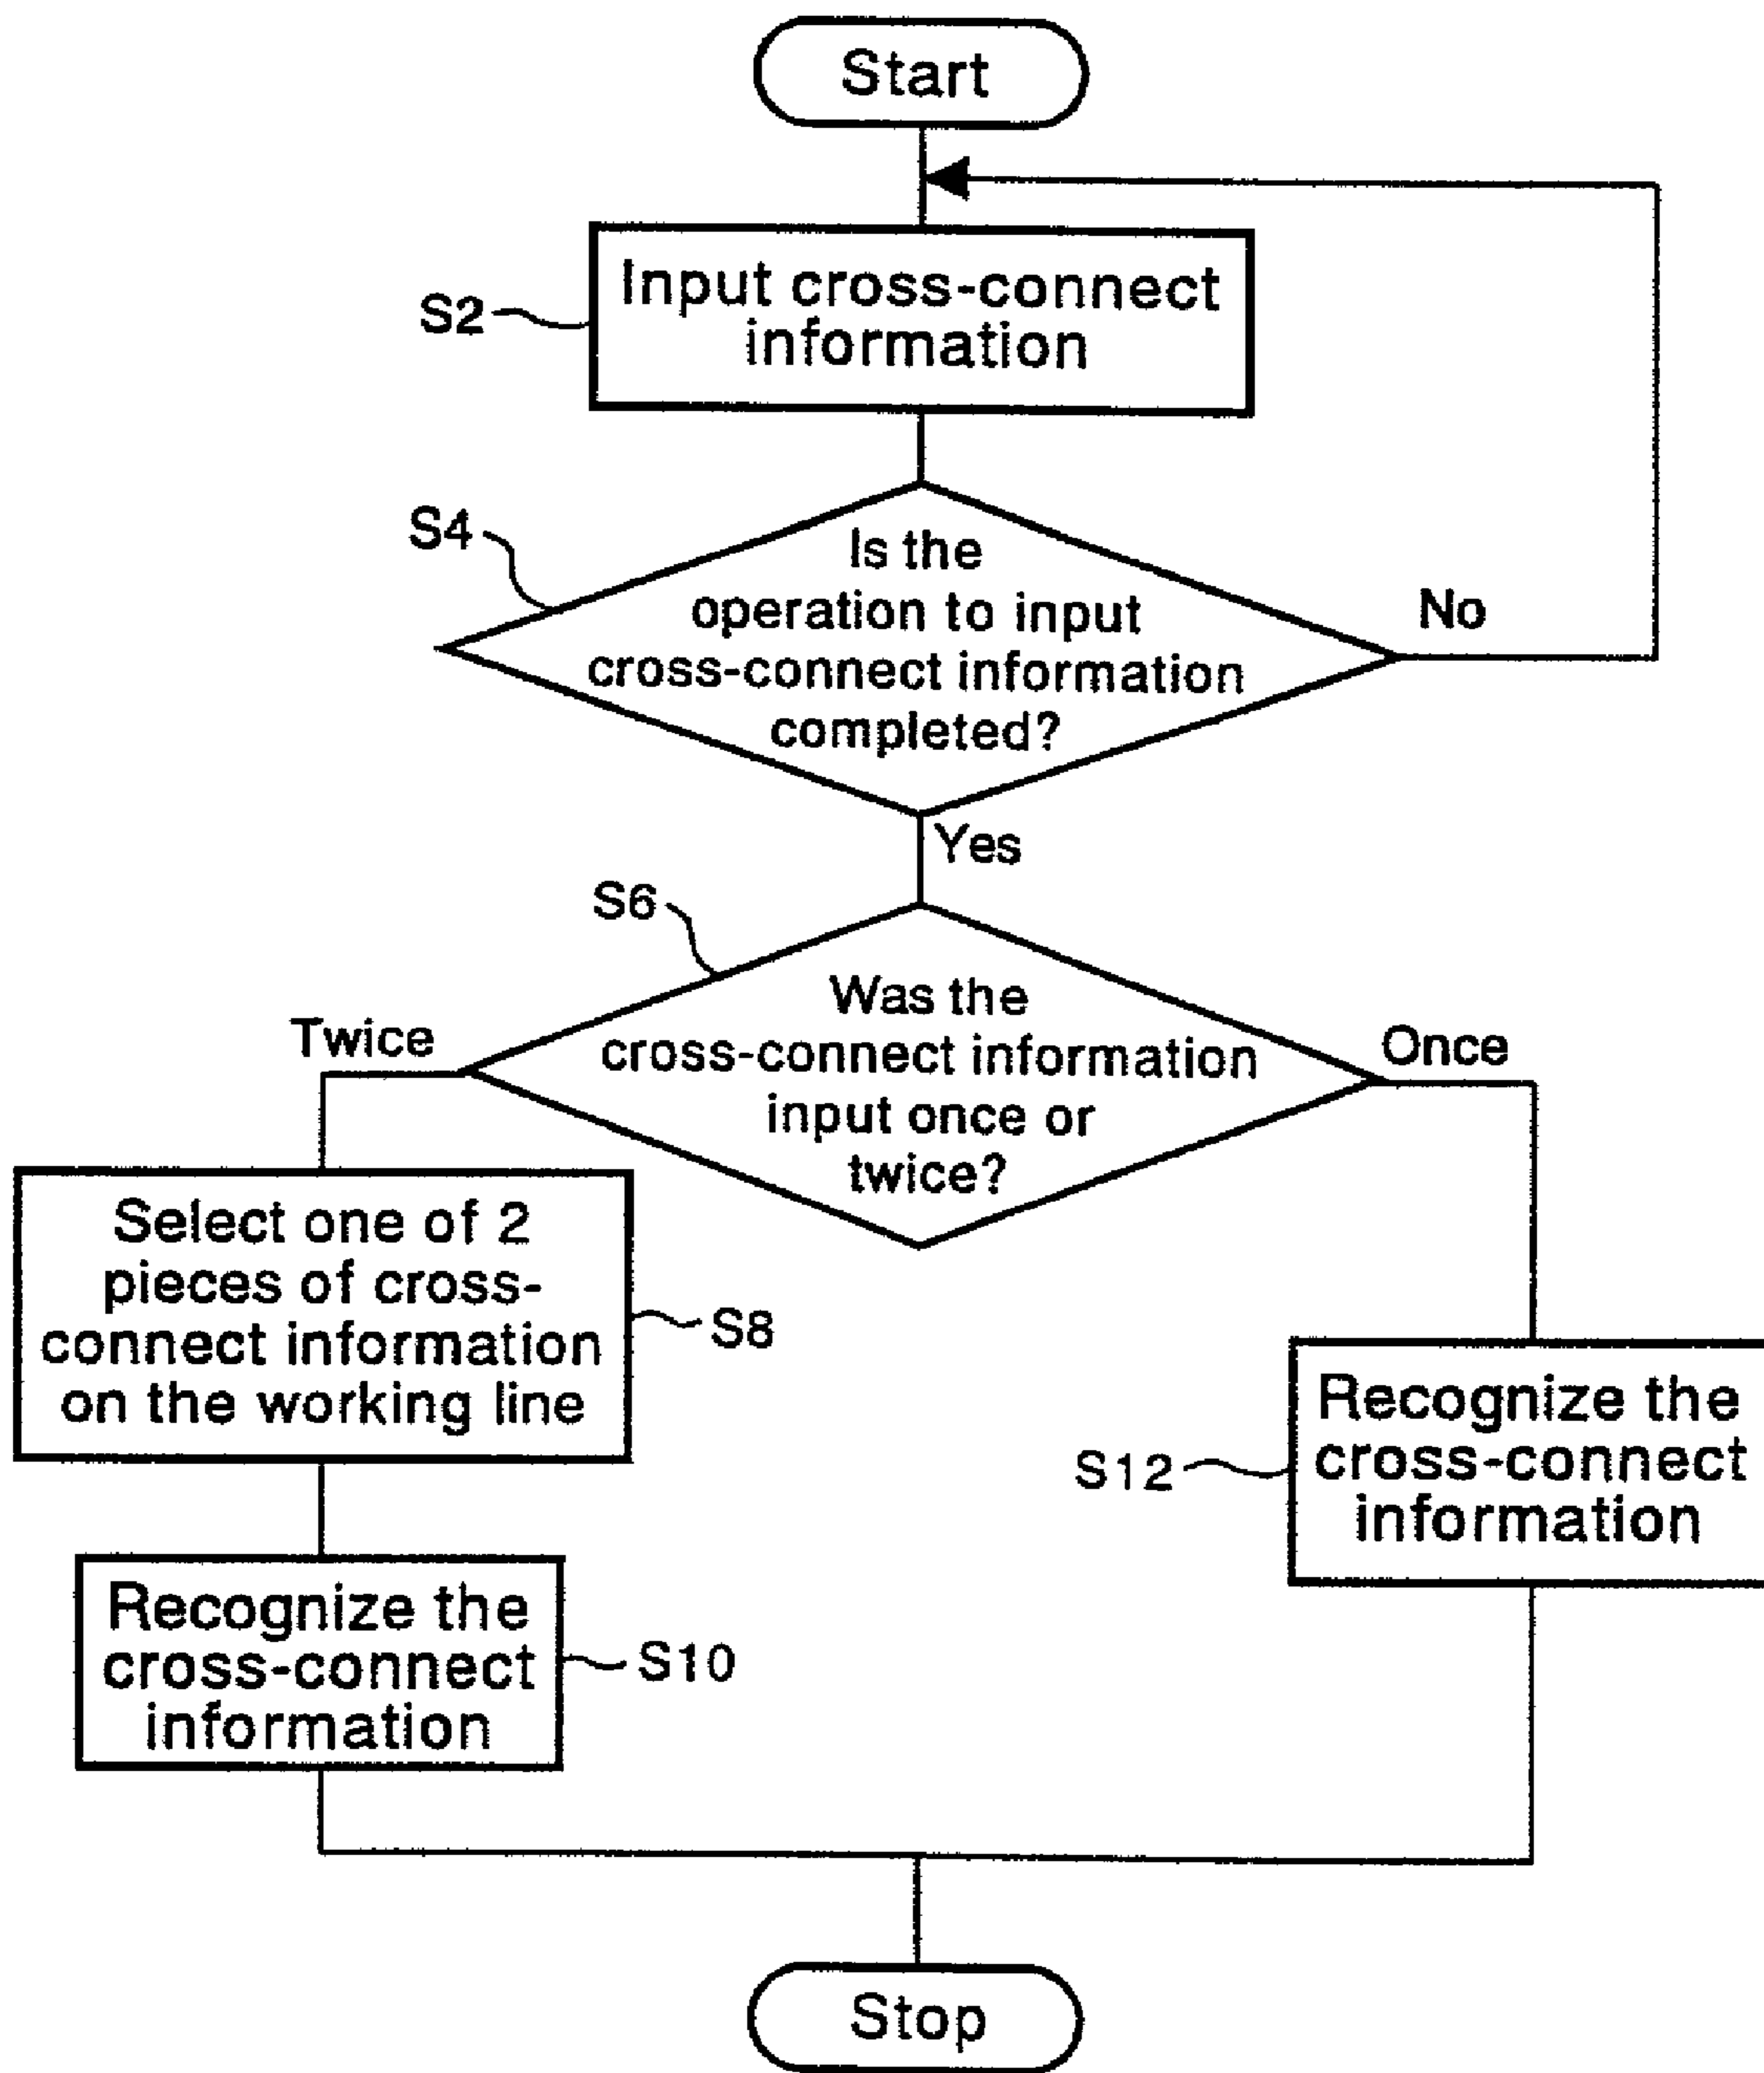 Start
Input cross-connect
information
S2
S4
Is the
operation to input
cross-connect information
completed?
No
Yes
S6
Was the
cross-connect information
input once or
twice?
Twice
Once
Select one of 2
pieces of cross-
connect information
on the working line
S8
Recognize the
cross-connect
information
S12
Recognize the
cross-connect
information
S10
Stop